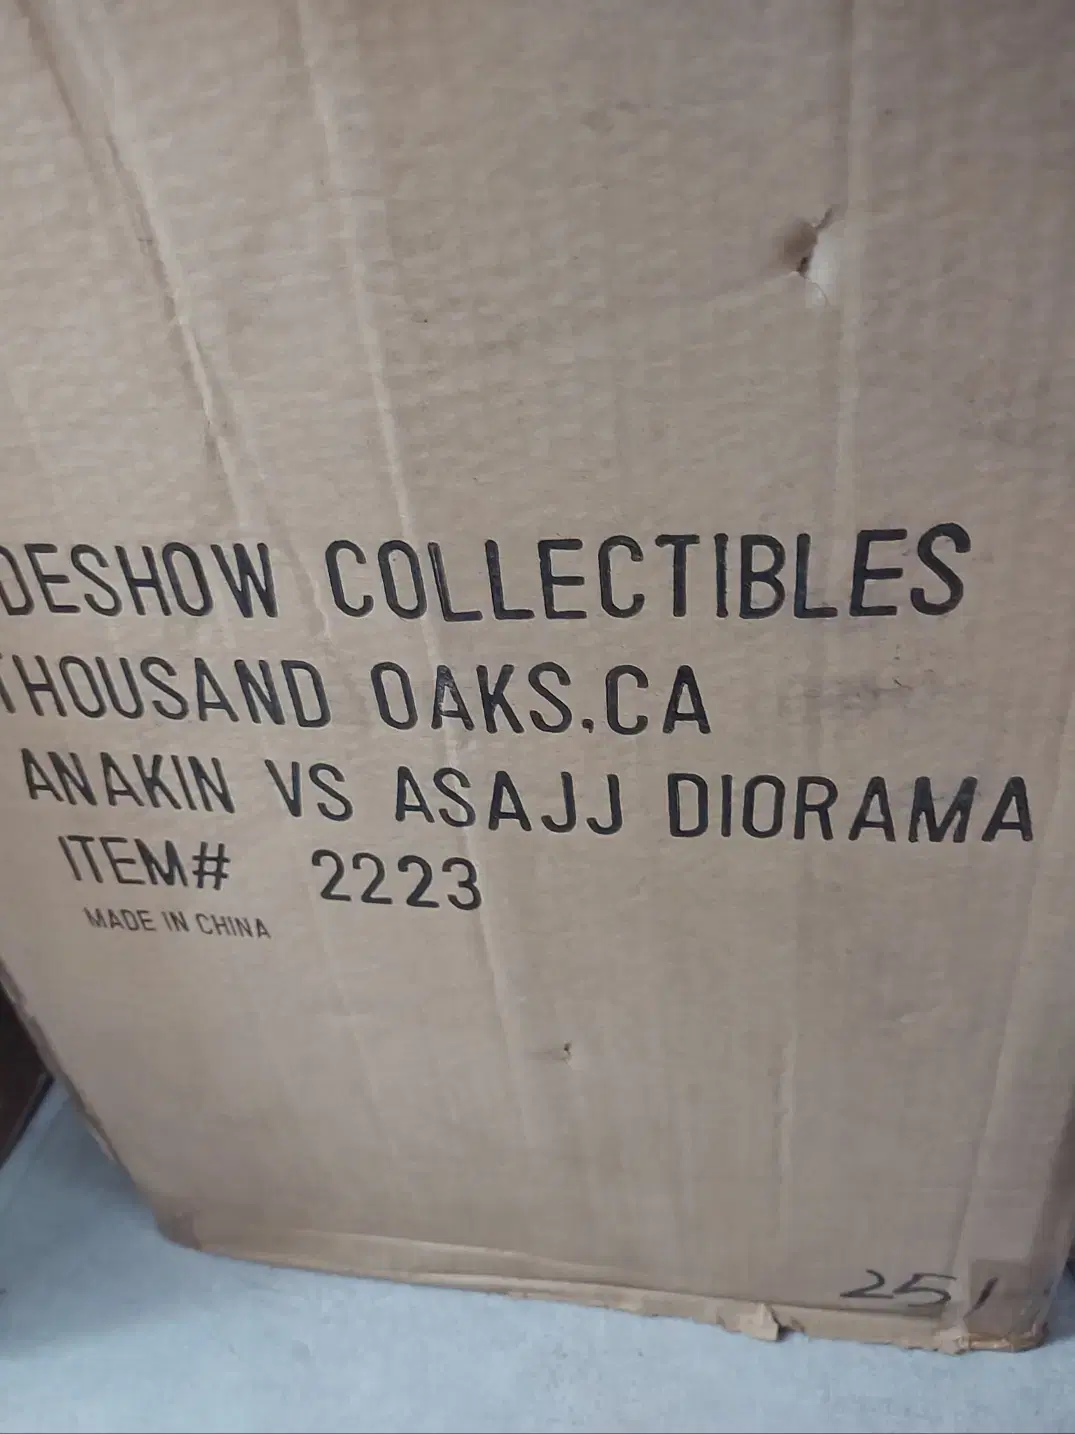 DESHOW COLLECTIBLES
THOUSAND OAKS,CA
ANAKIN VS ASAJJ DIORAMA
ITEM# 2223
MADE IN CHINA
251